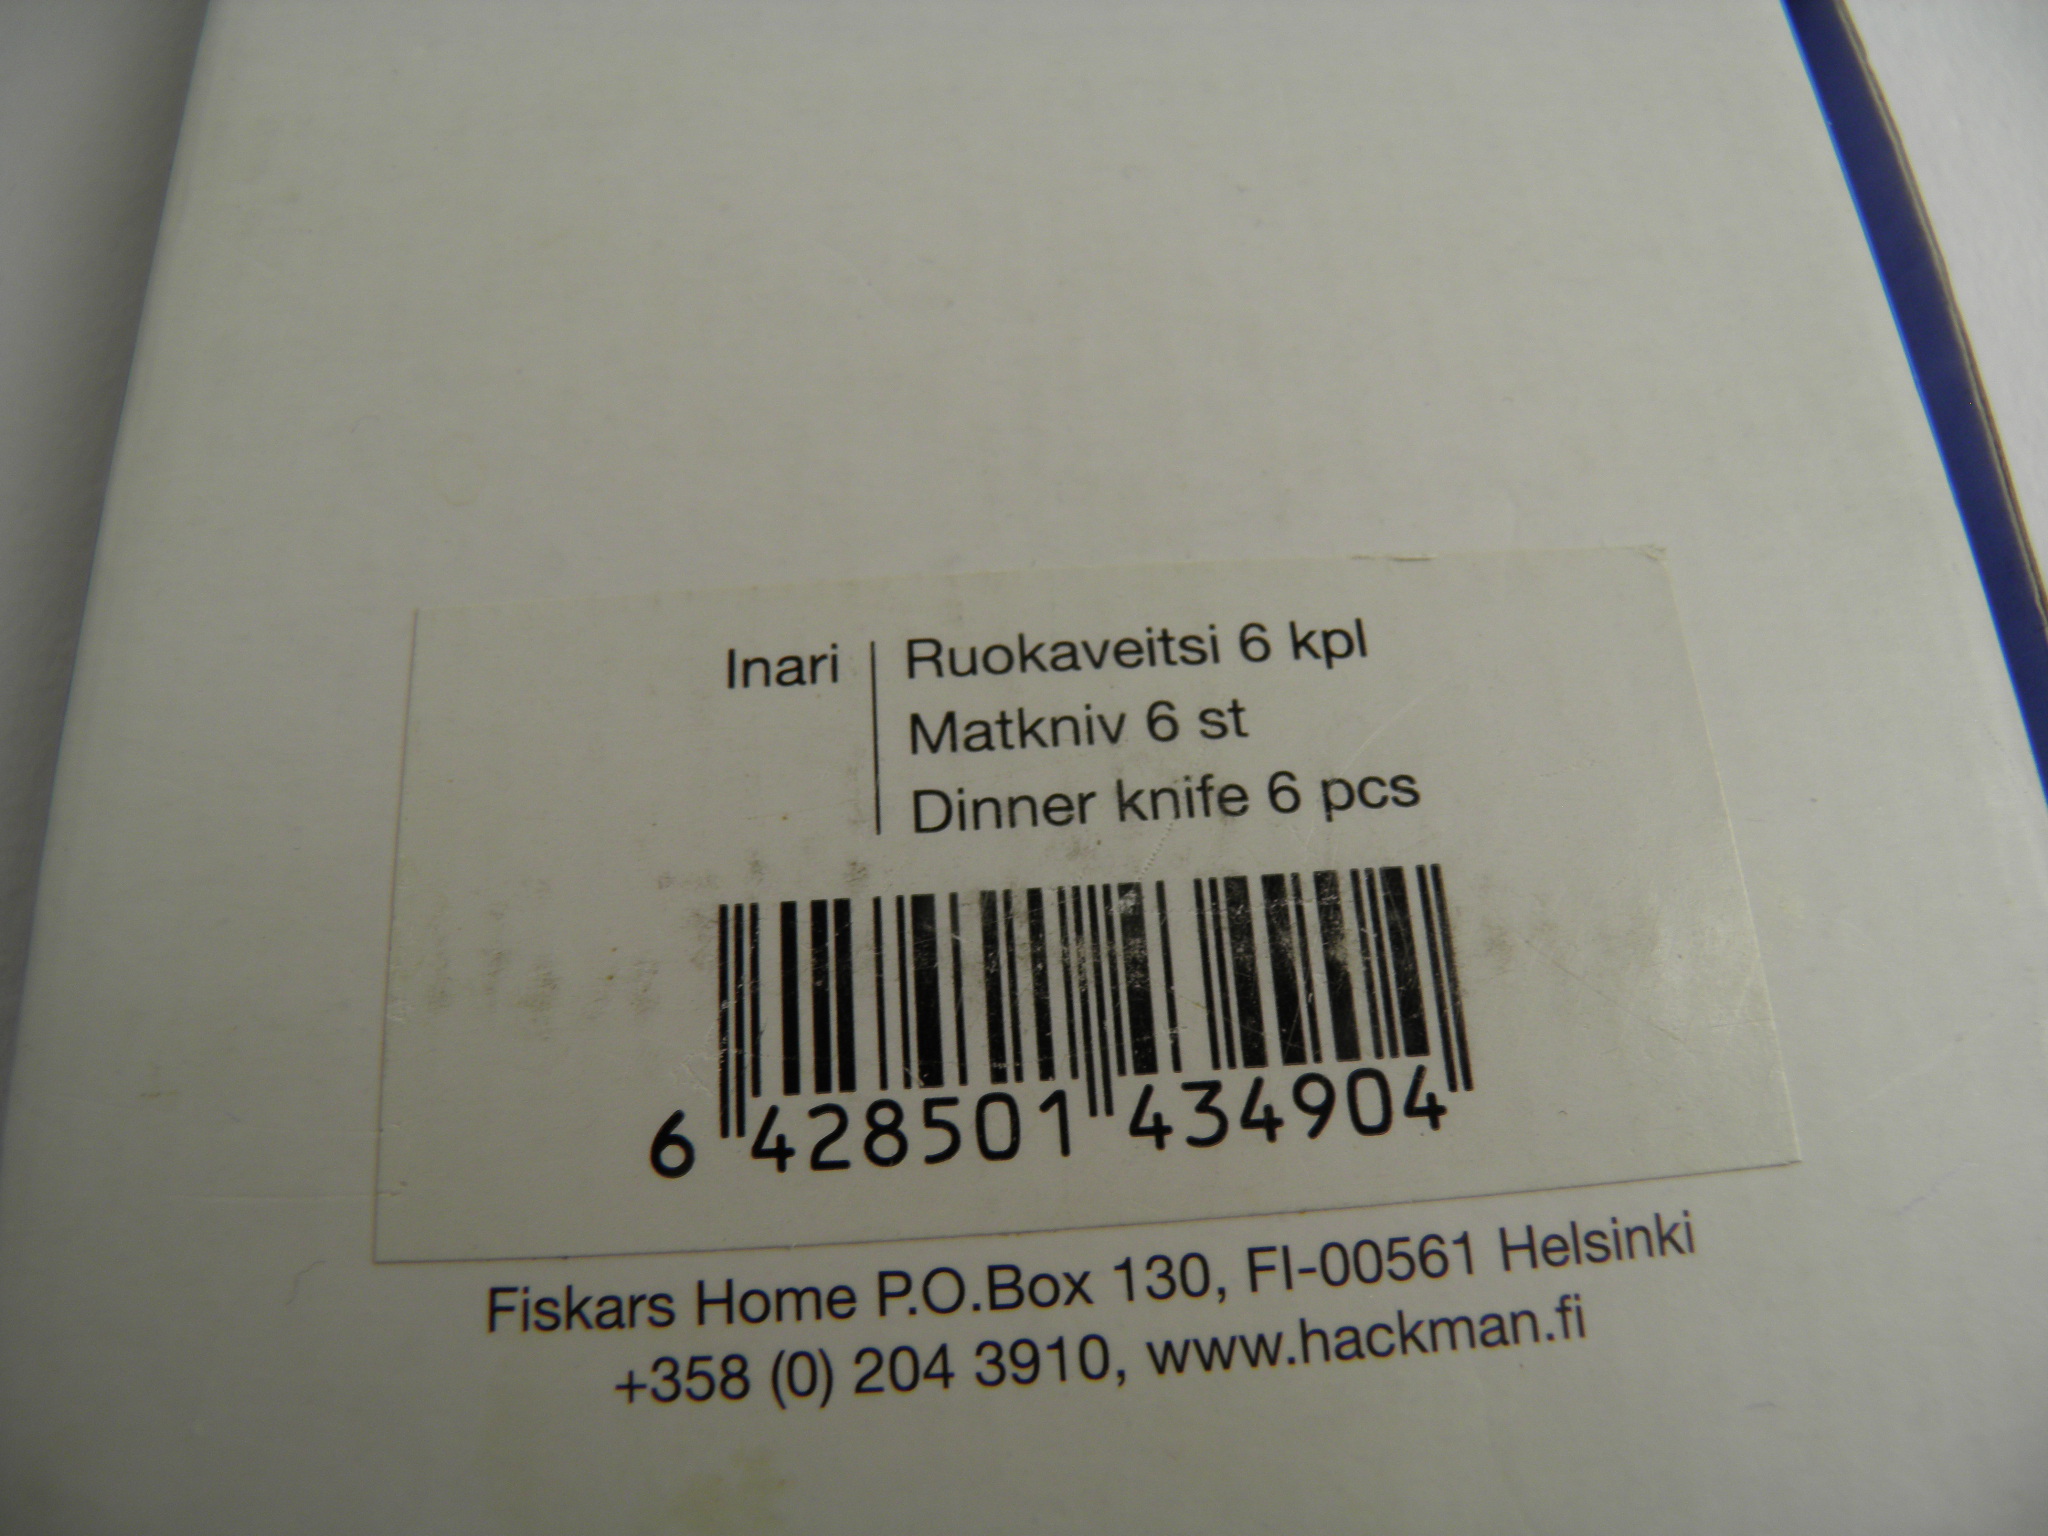 Inari
Ruokaveitsi 6 kpl
Matkniv 6 st
Dinner knife 6 pcs
6 428501 434904
Fiskars Home P.O.Box 130, FI-00561 Helsinki
+358 (0) 204 3910, www.hackman.fi